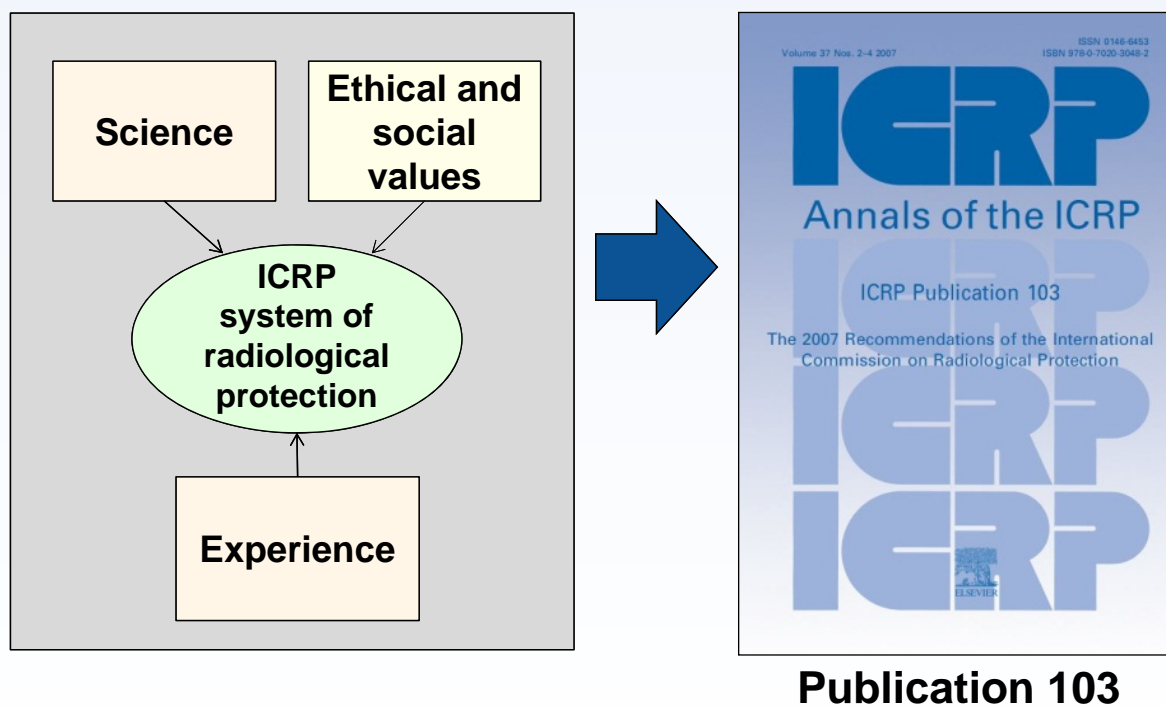 Science
Ethical and
social
values
ICRP
system of
radiological
protection
Experience
ISSN 0146-6453
Volume 37 Nos. 2–4 2007
ISBN 978-0-7020-3048-2
ICRP
Annals of the ICRP
ICRP
ICRP Publication 103
The 2007 Recommendations of the International
Commission on Radiological Protection
ICRP
ICRP
ELSEVIER
Publication 103